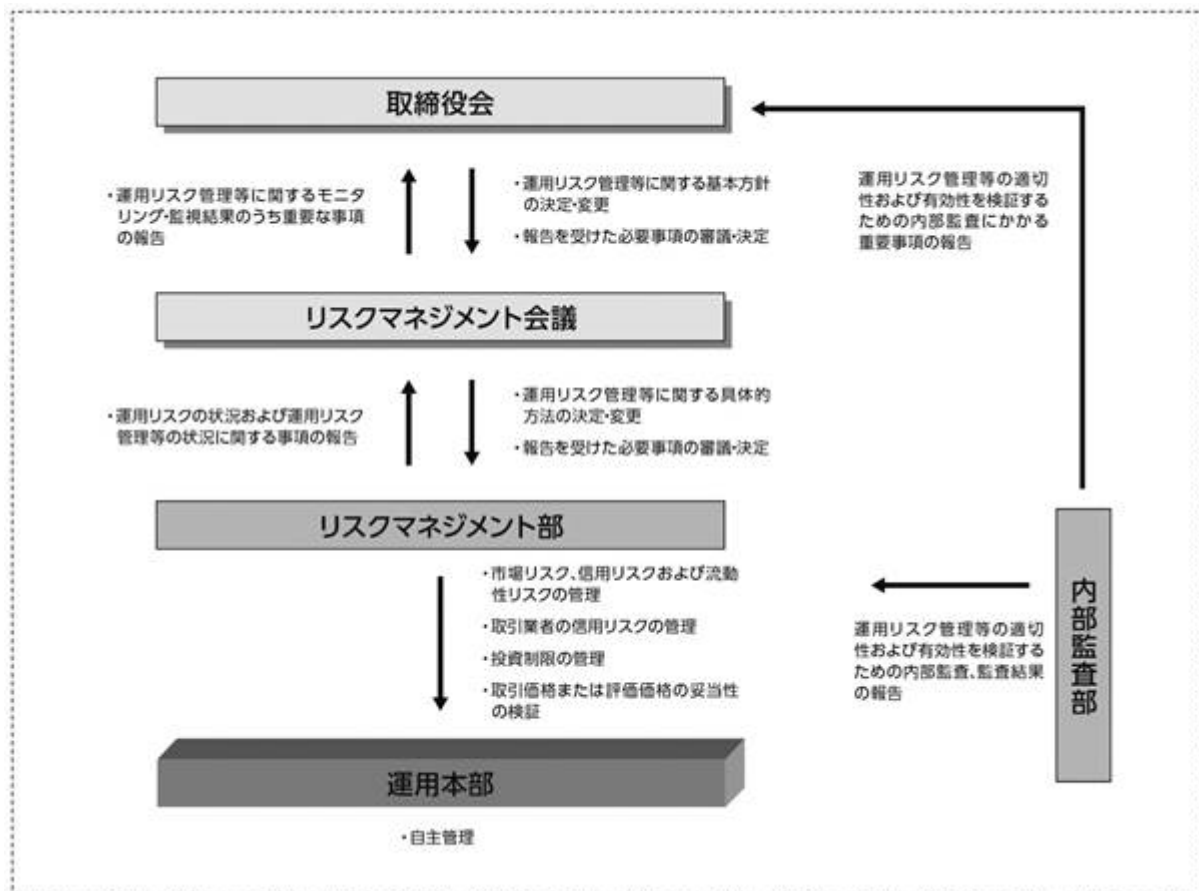 取締役会
・運用リスク管理等に関するモニタ
リング・監視結果のうち重要な事項
の報告
・運用リスク管理等に関する基本方針
の決定・変更
・報告を受けた必要事項の審議・決定
運用リスク管理等の適切
性および有効性を検証する
ための内部監査にかかる
重要事項の報告
リスクマネジメント会議
・運用リスクの状況および運用リスク
管理等の状況に関する事項の報告
・運用リスク管理等に関する具体的
方法の決定・変更
・報告を受けた必要事項の審議・決定
リスクマネジメント部
・市場リスク、信用リスクおよび流動
性リスクの管理
・取引業者の信用リスクの管理
・投資制限の管理
・取引価格または評価価格の妥当性
の検証
運用リスク管理等の適切
性および有効性を検証する
ための内部監査、監査結果
の報告
内部監査部
運用本部
・自主管理